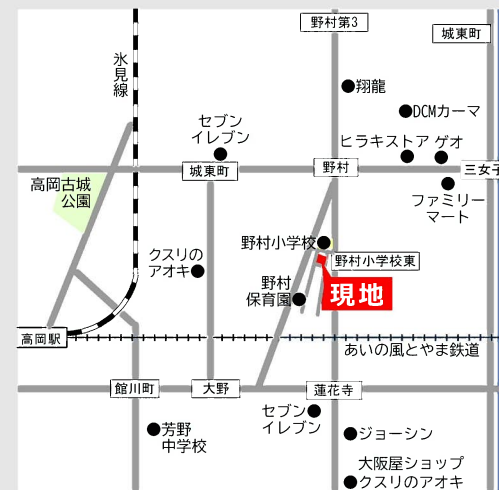 野村第3
城東町
氷見線
翔龍
DCMカーマ
セブン
イレブン
ヒラキストア
ゲオ
城東町
野村
三女子
高岡古城
公園
ファミリー
マート
野村小学校
クスリの
アオキ
野村小学校東
野村
保育園
現地
高岡駅
あいの風とやま鉄道
館川町
大野
蓮花寺
セブン
イレブン
芳野
中学校
ジョーシン
大阪屋ショップ
クスリのアオキ